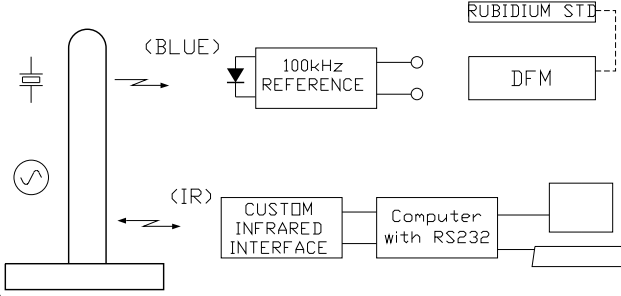 RUBIDIUM STD
(BLUE)
100kHz
REFERENCE
DFM
(IR)
CUSTOM
INFRARED
INTERFACE
Computer
with RS232